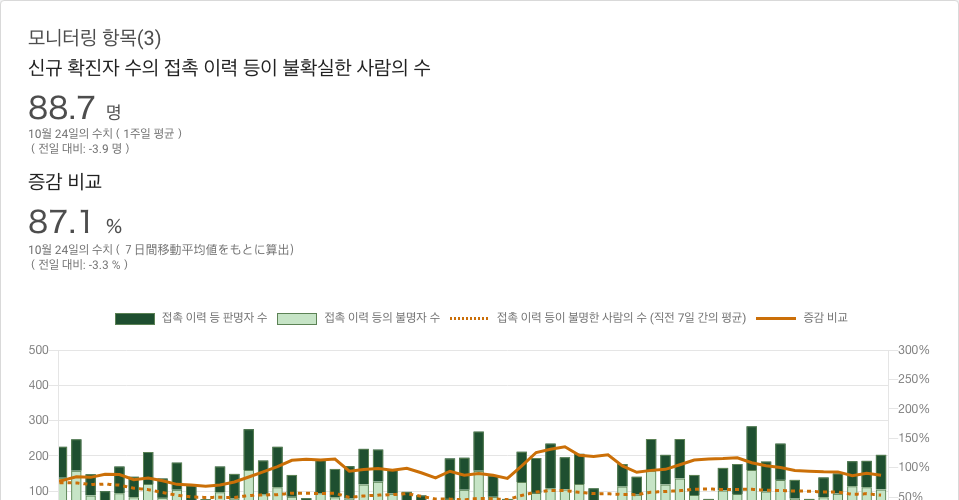 모니터링 항목(3)
신규 확진자 수의 접촉 이력 등이 불확실한 사람의 수
88.7 명
10월 24일의 수치 ( 1주일 평균 )
( 전일 대비: -3.9 명 )
증감 비교
87.1 %
10월 24일의 수치 ( 7日間移動平均値をもとに算出)
( 전일 대비: -3.3 % )
접촉 이력 등 판명자 수 접촉 이력 등의 불명자 수 접촉 이력 등이 불명한 사람의 수 (직전 7일 간의 평균) 증감 비교
500 300%
400 250%
300 200%
200 150%
100 100%
50%